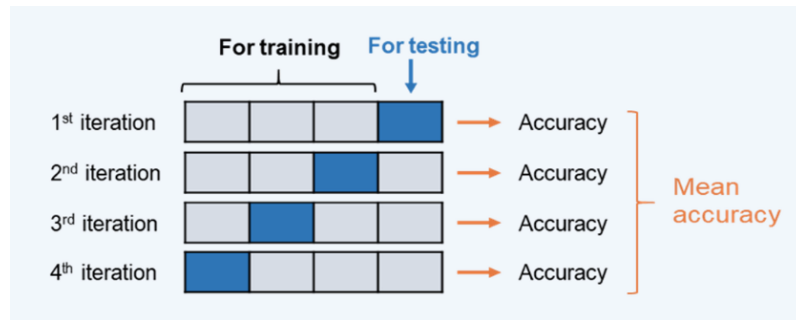 For training For testing
1st iteration Accuracy
2nd iteration Accuracy
3rd iteration Accuracy
4th iteration Accuracy
Mean
accuracy